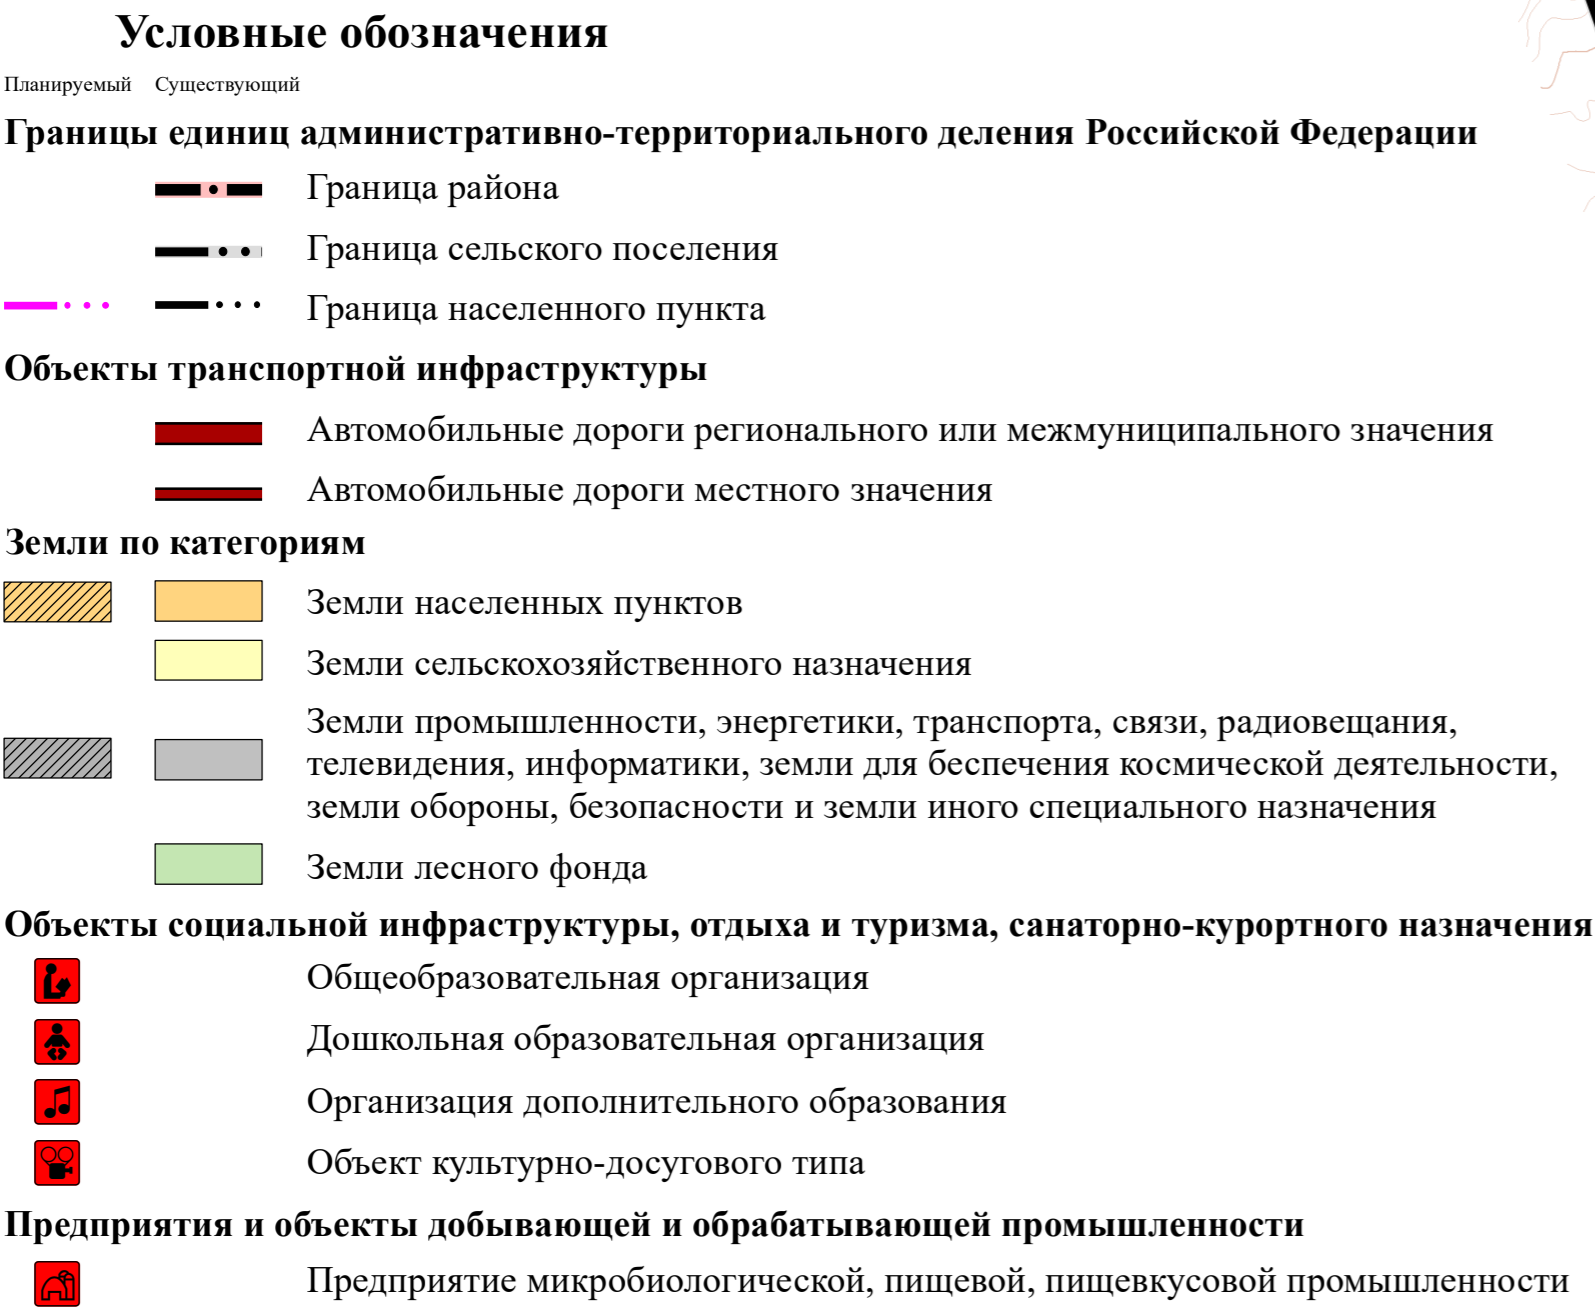 Условные обозначения
Планируемый Существующий
Границы единиц административно-территориального деления Российской Федерации
Граница района
Граница сельского поселения
Граница населенного пункта
Объекты транспортной инфраструктуры
Автомобильные дороги регионального или межмуниципального значения
Автомобильные дороги местного значения
Земли по категориям
Земли населенных пунктов
Земли сельскохозяйственного назначения
Земли промышленности, энергетики, транспорта, связи, радиовещания,
телевидения, информатики, земли для беспечения космической деятельности,
земли обороны, безопасности и земли иного специального назначения
Земли лесного фонда
Объекты социальной инфраструктуры, отдыха и туризма, санаторно-курортного назначения
Общеобразовательная организация
Дошкольная образовательная организация
Организация дополнительного образования
Объект культурно-досугового типа
Предприятия и объекты добывающей и обрабатывающей промышленности
Предприятие микробиологической, пищевой, пищевкусовой промышленности